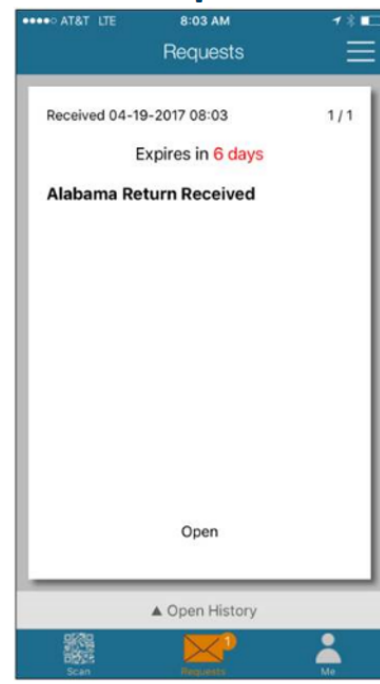 AT&T LTE 8:03 AM
Requests
Received 04-19-2017 08:03 1/1
Expires in 6 days
Alabama Return Received
Open
▲ Open History
1
Scan Requests Me